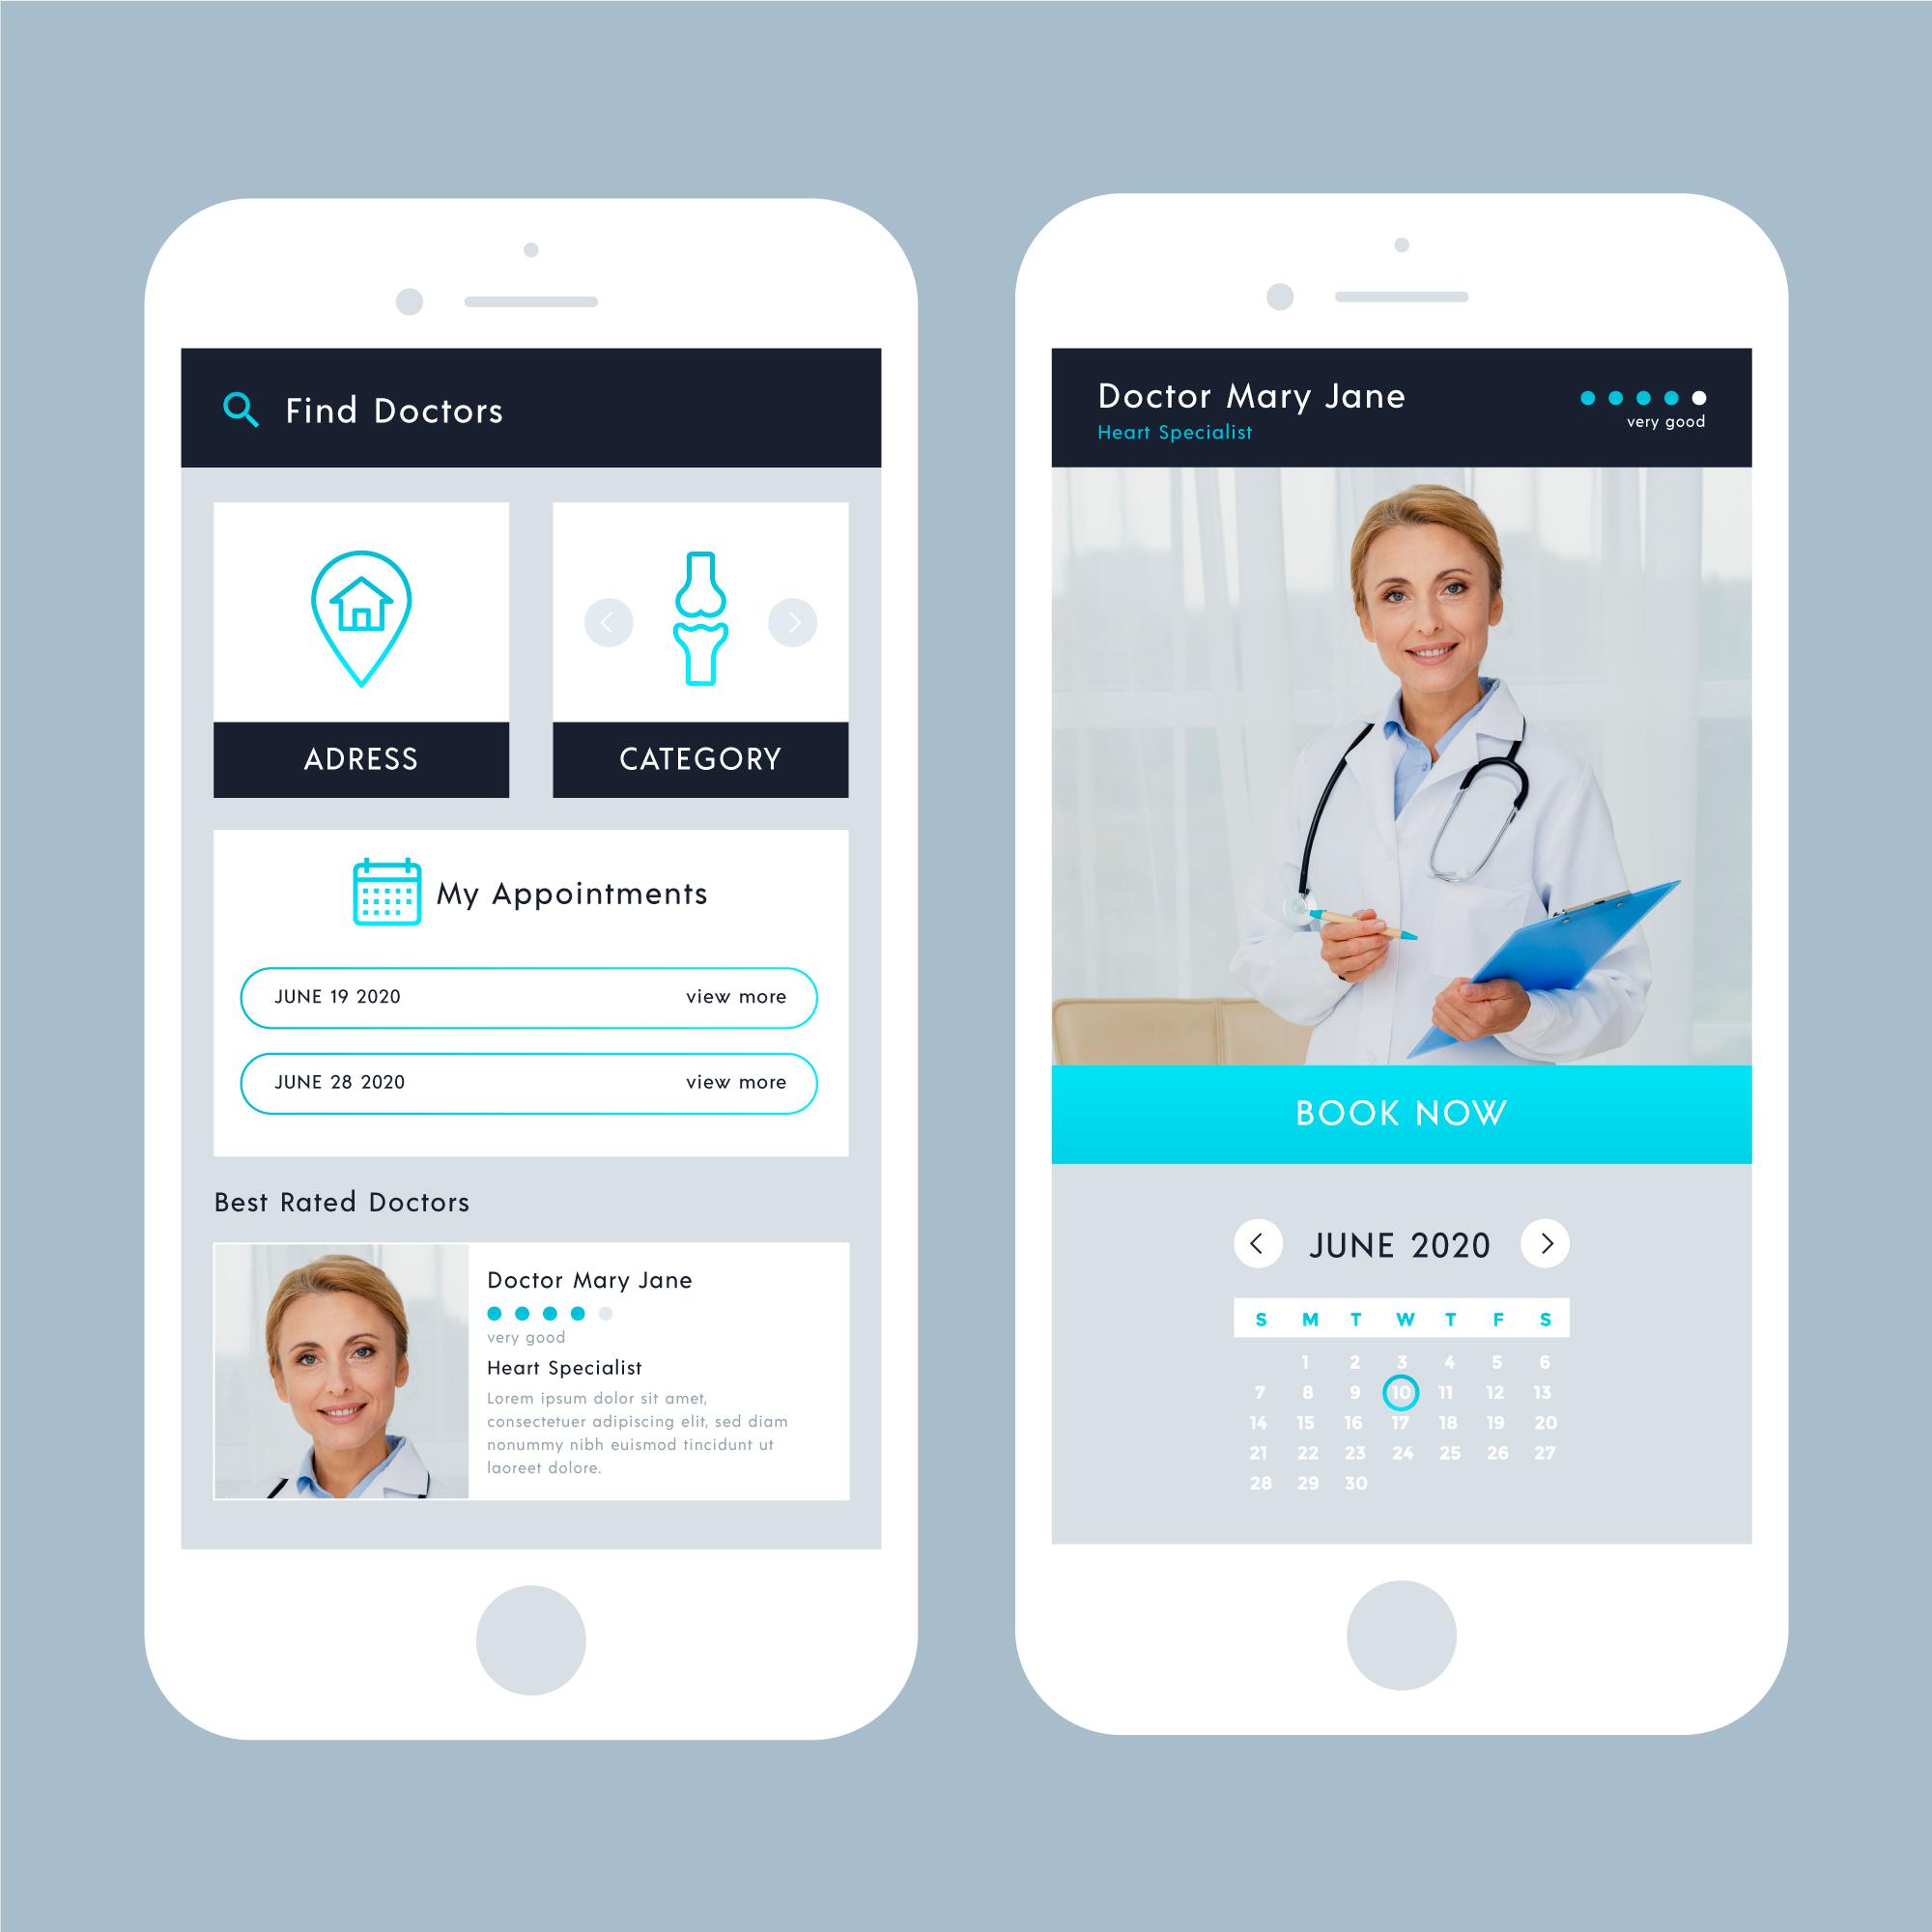 Find Doctors
ADRESS
CATEGORY
My Appointments
JUNE 19 2020 view more
JUNE 28 2020 view more
Best Rated Doctors
Doctor Mary Jane
very good
Heart Specialist
Lorem ipsum dolor sit amet,
consectetuer adipiscing elit, sed diam
nonummy nibh euismod tincidunt ut
laoreet dolore.
Doctor Mary Jane
Heart Specialist
very good
BOOK NOW
JUNE 2020
S M T W T F S
1 2 3 4 5 6
7 8 9 10 11 12 13
14 15 16 17 18 19 20
21 22 23 24 25 26 27
28 29 30